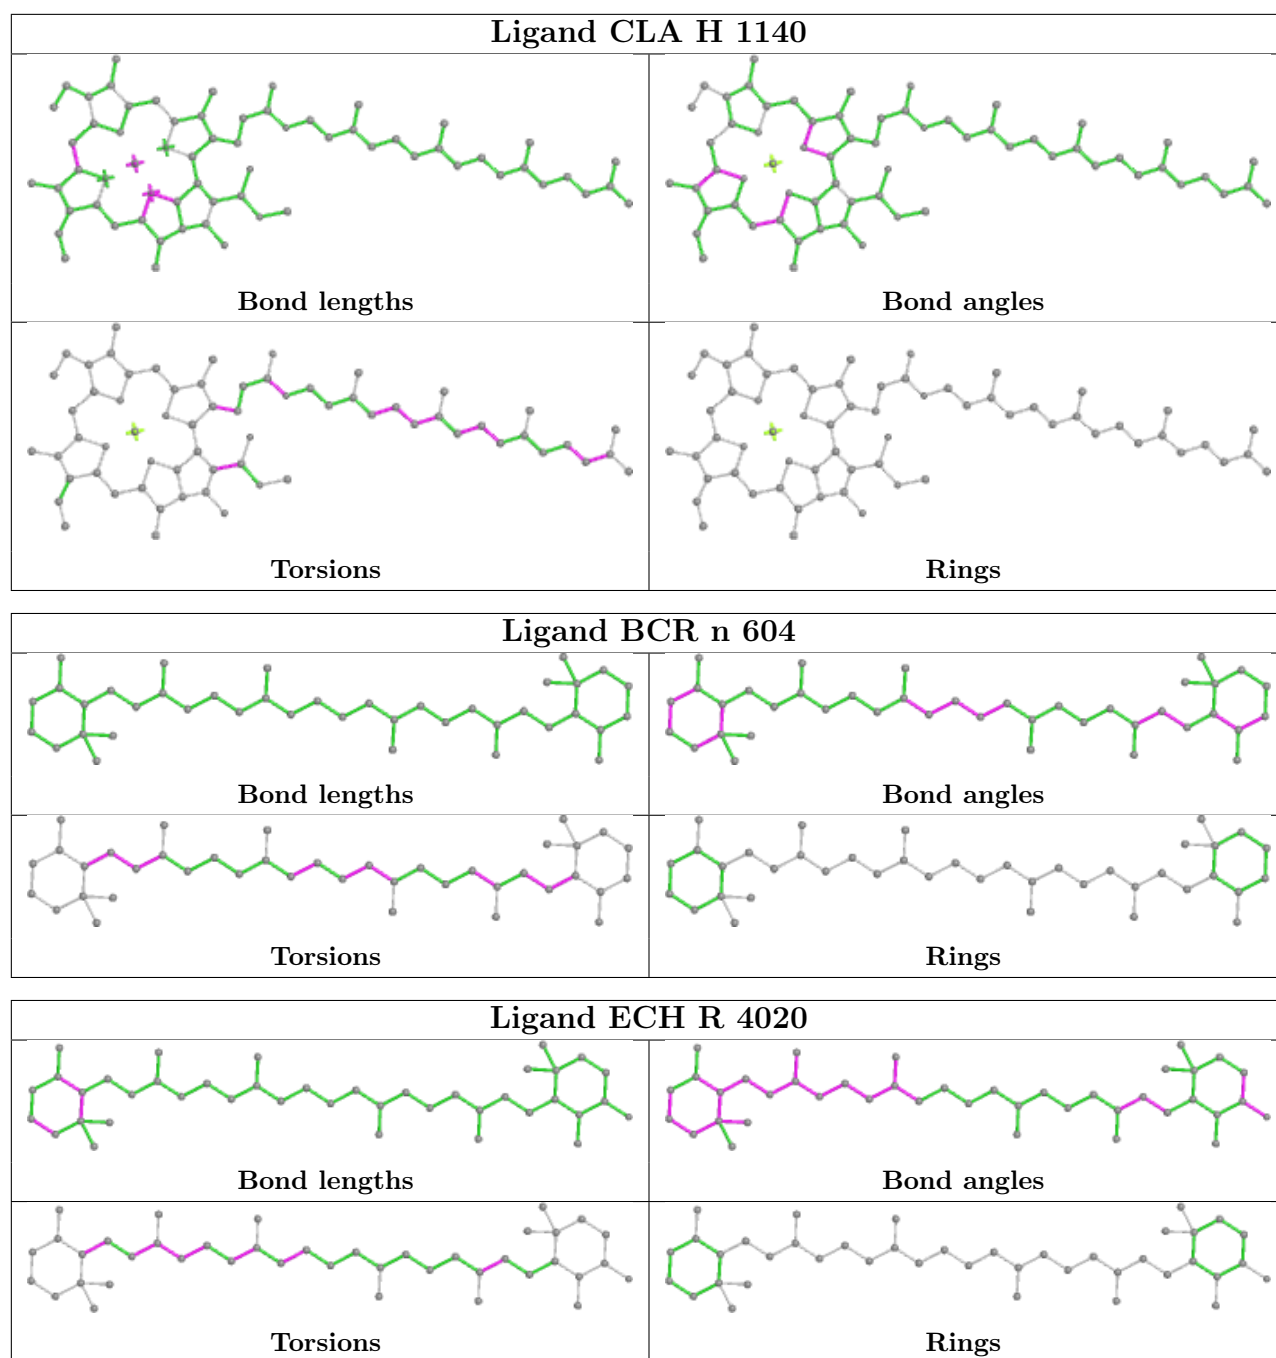 Ligand CLA H 1140
Bond lengths
Bond angles
Torsions
Rings
Ligand BCR n 604
Bond lengths
Bond angles
Torsions
Rings
Ligand ECH R 4020
Bond lengths
Bond angles
Torsions
Rings